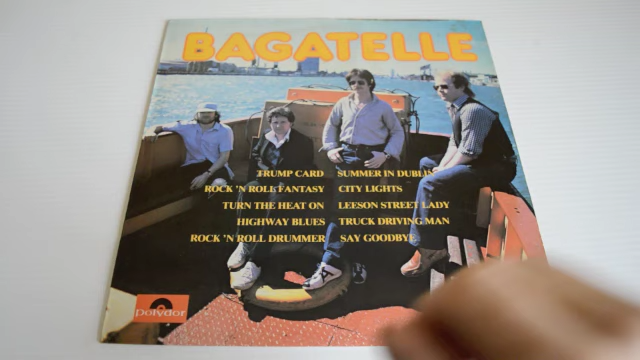 BAGATELLE
TRUMP CARD
ROCK 'N ROLL FANTASY
TURN THE HEAT ON
HIGHWAY BLUES
ROCK 'N ROLL DRUMMER
SUMMER IN DUBLIN
CITY LIGHTS
LEESON STREET LADY
TRUCK DRIVING MAN
SAY GOODBYE
polydor